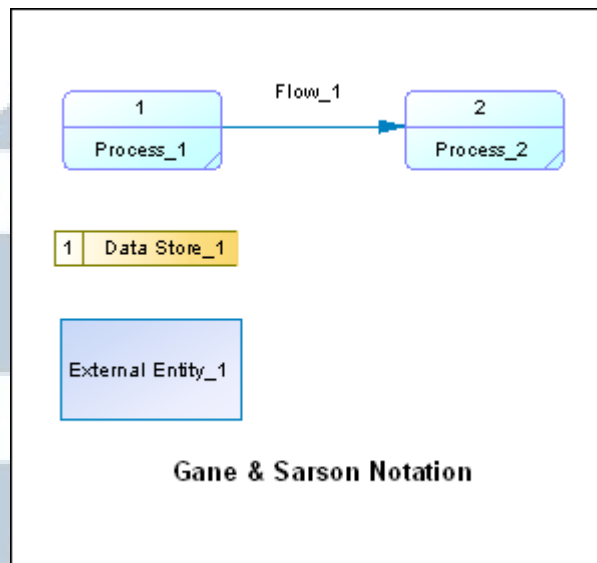 Flow_1
1
2
Process_1
Process_2
1 Data Store_1
External Entity_1
Gane & Sarson Notation